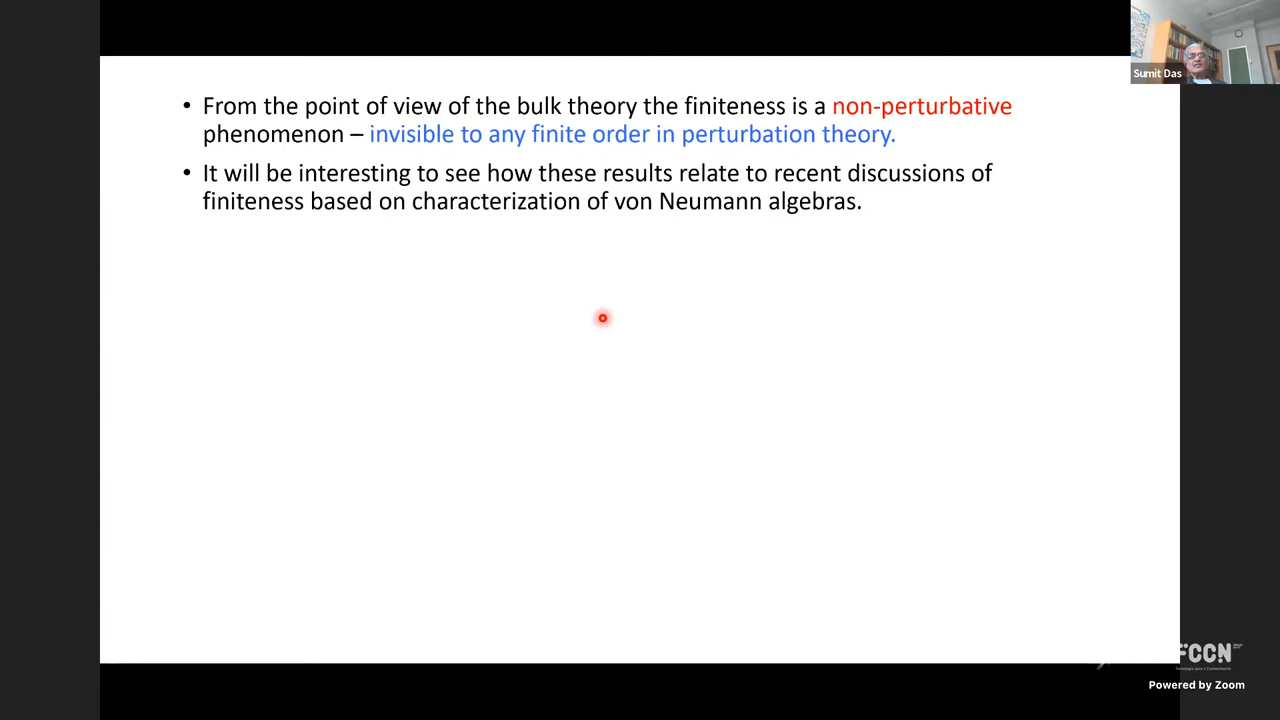 Sumit Das
• From the point of view of the bulk theory the finiteness is a non-perturbative
phenomenon – invisible to any finite order in perturbation theory.
• It will be interesting to see how these results relate to recent discussions of
finiteness based on characterization of von Neumann algebras.
FCCN
Powered by Zoom